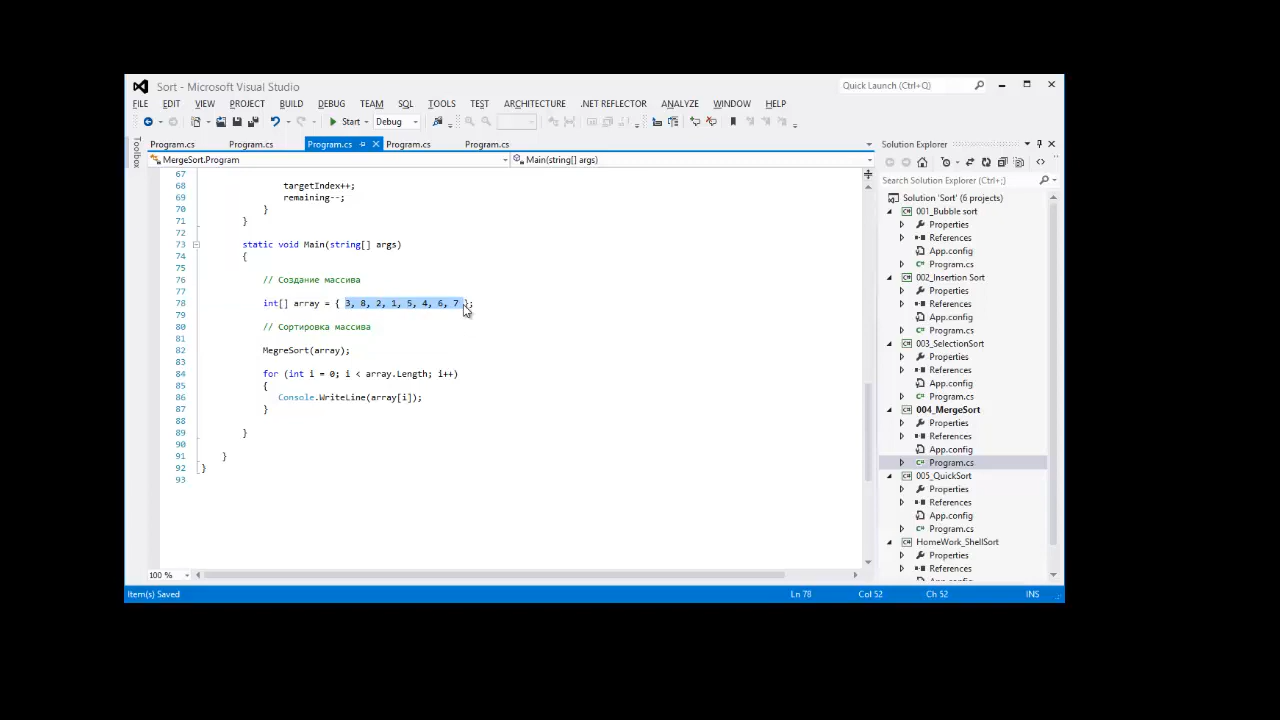 Sort - Microsoft Visual Studio
Quick Launch (Ctrl+Q)
FILE EDIT VIEW PROJECT BUILD DEBUG TEAM SQL TOOLS TEST ARCHITECTURE .NET REFLECTOR ANALYZE WINDOW HELP
Start Debug
Toolbox
Program.cs Program.cs Program.cs Program.cs Program.cs
MergeSort.Program Main(string[] args)
67
68 targetIndex++;
69 remaining--;
70 }
71 }
72
73 static void Main(string[] args)
74 {
75
76 // Создание массива
77
78 int[] array = { 3, 8, 2, 1, 5, 4, 6, 7 };
79
80 // Сортировка массива
81
82 MegreSort(array);
83
84 for (int i = 0; i < array.Length; i++)
85 {
86 Console.WriteLine(array[i]);
87 }
88
89 }
90
91 }
92 }
93
100 %
Solution Explorer
Search Solution Explorer (Ctrl+;)
Solution 'Sort' (6 projects)
001_Bubble sort
Properties
References
App.config
Program.cs
002_Insertion Sort
Properties
References
App.config
Program.cs
003_SelectionSort
Properties
References
App.config
Program.cs
004_MergeSort
Properties
References
App.config
Program.cs
005_QuickSort
Properties
References
App.config
Program.cs
HomeWork_ShellSort
Properties
References
App.config
Item(s) Saved Ln 78 Col 52 Ch 52 INS